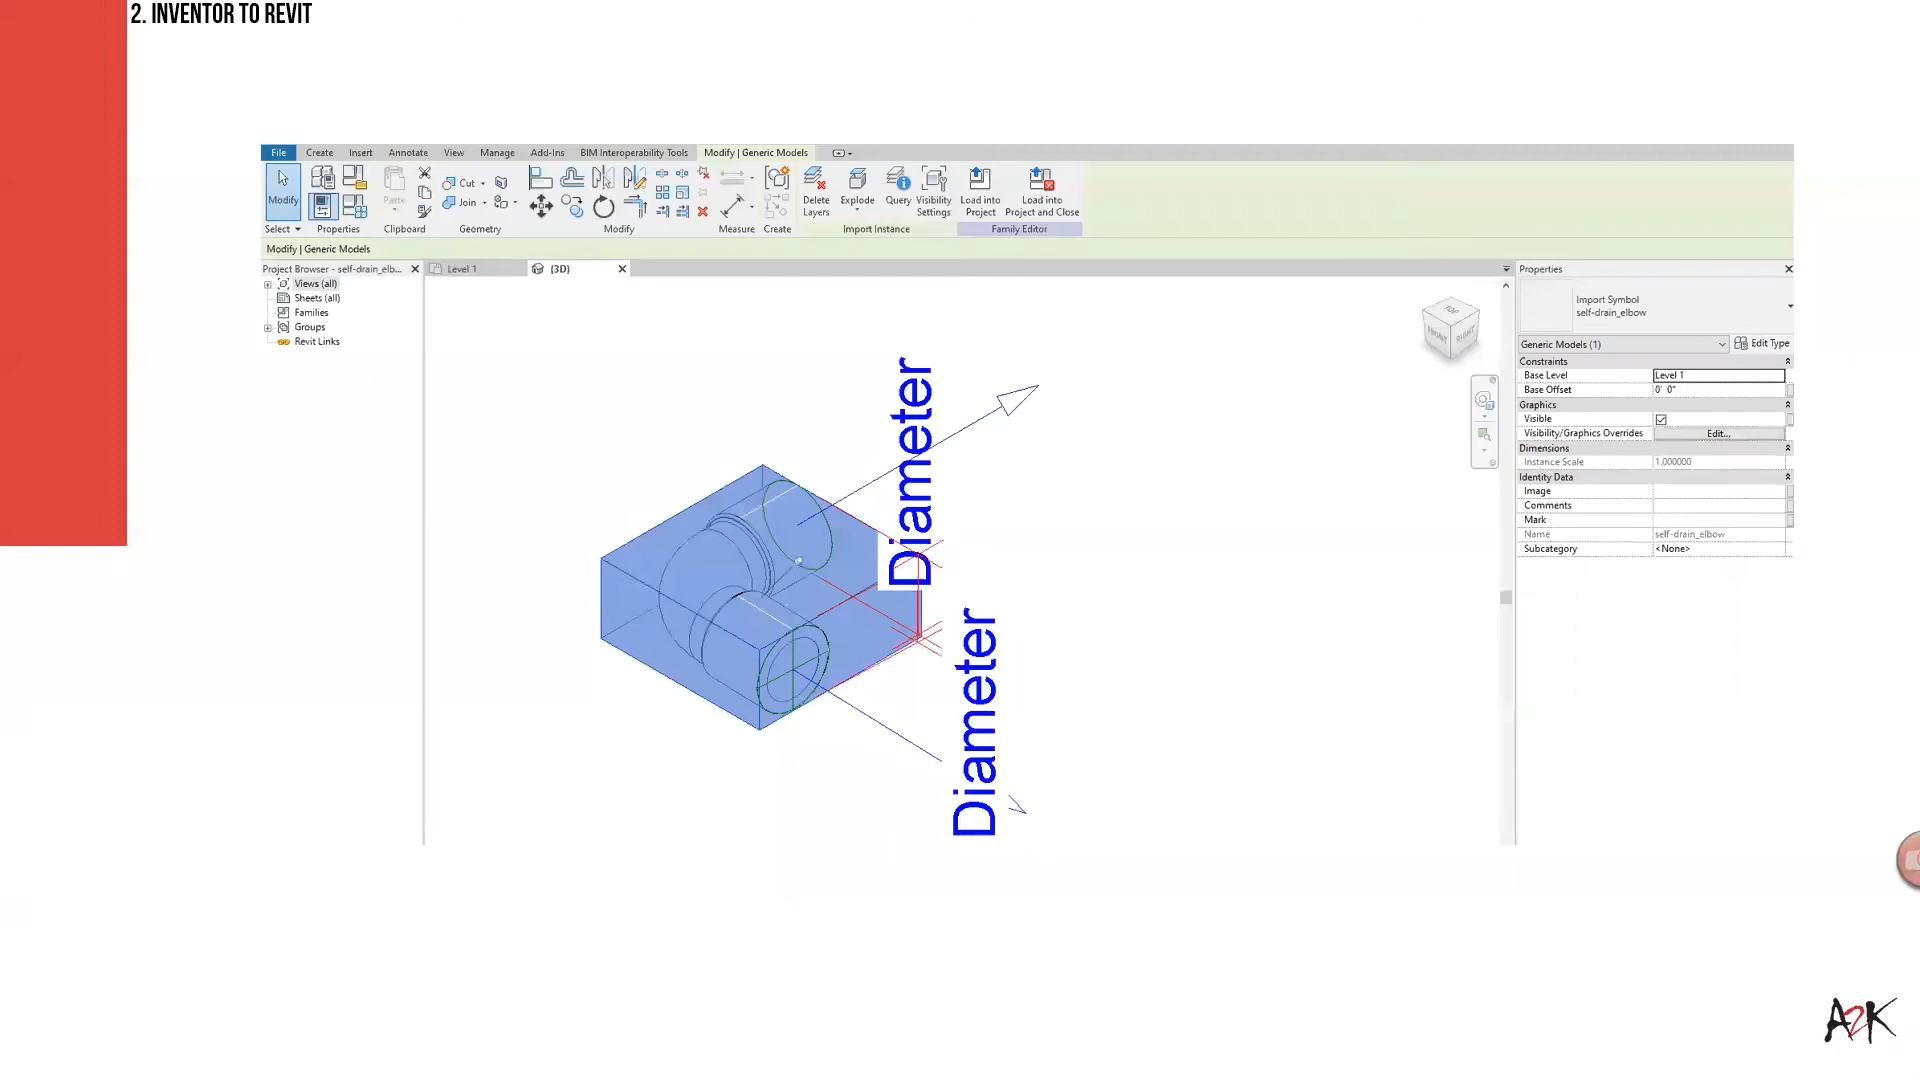 2. INVENTOR TO REVIT
File Create Insert Annotate View Manage Add-Ins BIM Interoperability Tools Modify | Generic Models
Modify
Paste
Cut
Join
Delete Layers
Explode
Query
Visibility Settings
Load into Project
Load into Project and Close
Select Properties Clipboard Geometry Modify Measure Create Import Instance Family Editor
Modify | Generic Models
Project Browser - self-drain_elb...
Level 1
(3D)
Properties
Views (all)
Sheets (all)
Families
Groups
Revit Links
Diameter
Diameter
TOP
FRONT
RIGHT
Import Symbol
self-drain_elbow
Generic Models (1) Edit Type
Constraints
Base Level Level 1
Base Offset 0' 0"
Graphics
Visible
Visibility/Graphics Overrides Edit...
Dimensions
Instance Scale 1.000000
Identity Data
Image
Comments
Mark
Name self-drain_elbow
Subcategory <None>
A2K